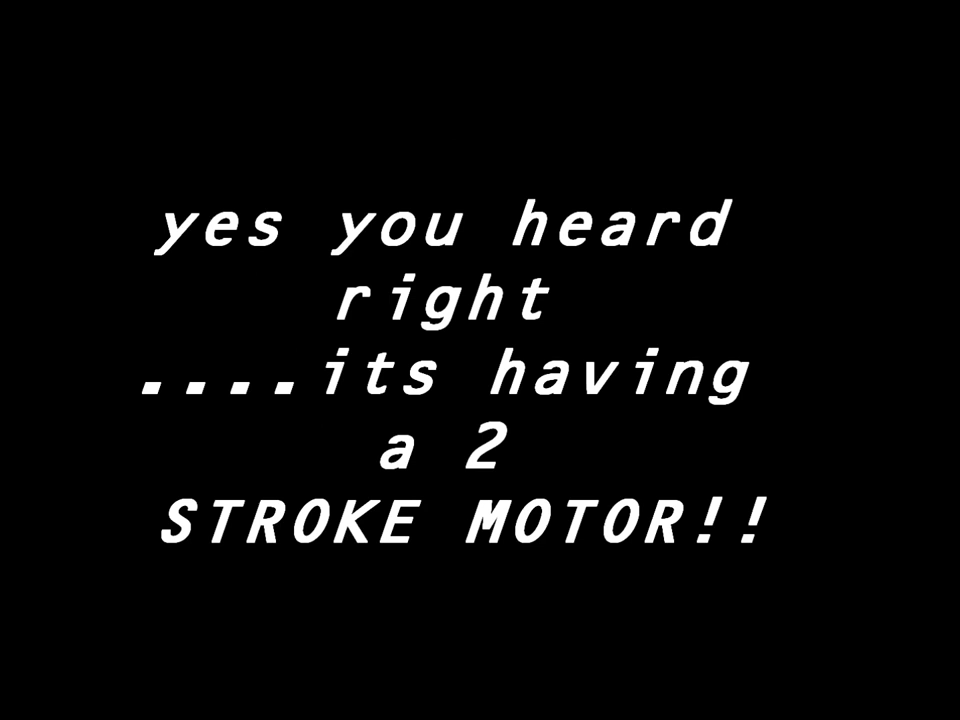 yes you heard
right
....its having
a 2
STROKE MOTOR!!